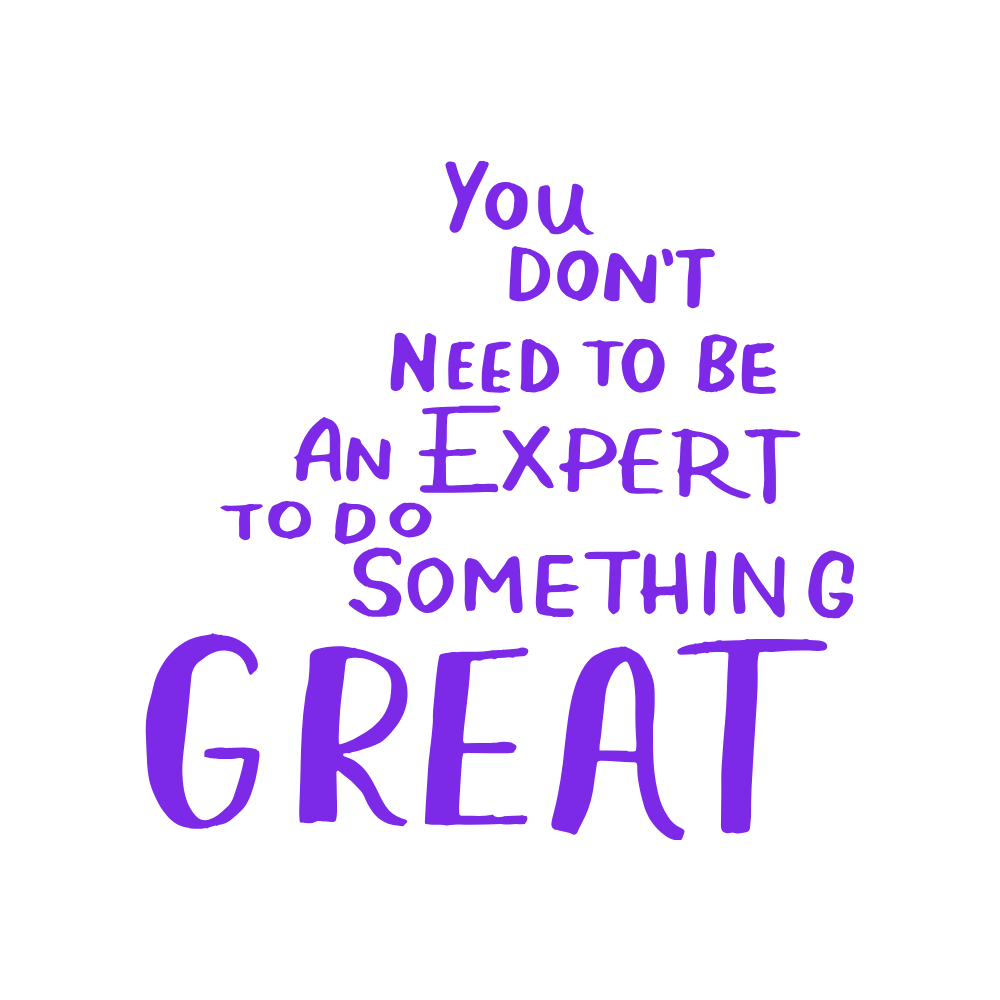 YOU
DON'T
NEED TO BE
AN EXPERT
TO DO
SOMETHING
GREAT